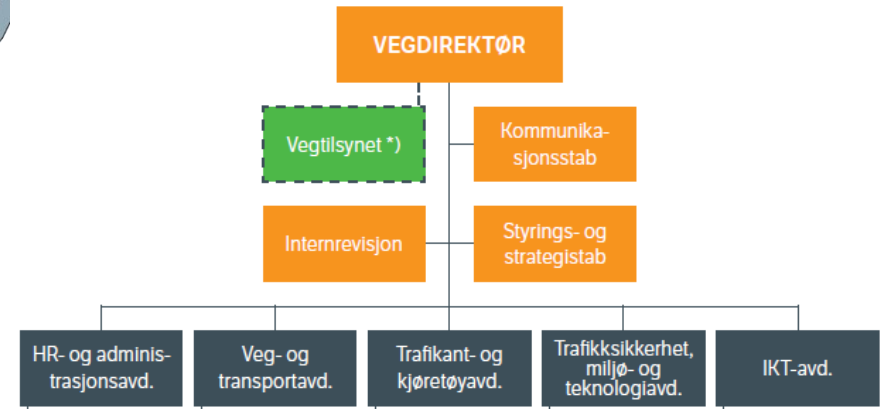 VEGDIREKTØR
Vegtilsynet *)
Kommunika-
sjonsstab
Internrevisjon
Styrings- og
strategistab
HR- og adminis-
trasjonsavd.
Veg- og
transportavd.
Trafikant- og
kjøretøyavd.
Trafikksikkerhet,
miljø- og
teknologiavd.
IKT-avd.